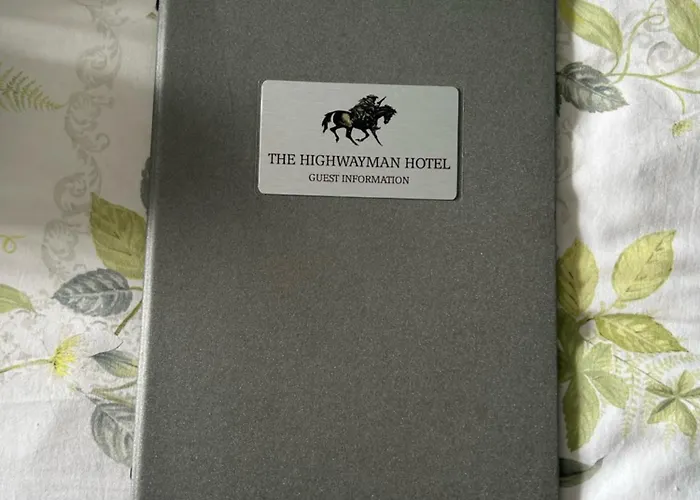 THE HIGHWAYMAN HOTEL
GUEST INFORMATION